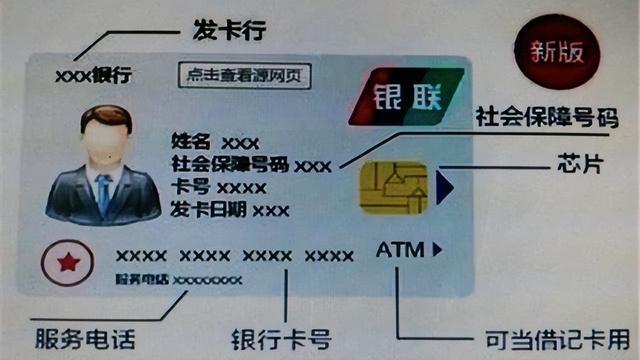 发卡行
新版
xxx银行
点击查看源网页
银联
社会保障号码
姓名 xxx
社会保障号码 xxx
芯片
卡号 xxxx
发卡日期 xxx
xxxx xxxx xxxx xxxx
ATM
服务电话 xxxxxxxx
服务电话
银行卡号
可当借记卡用